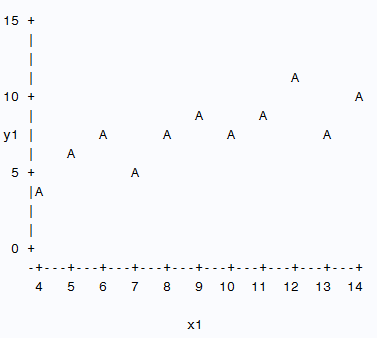 15 +
   |
   |
   |                                A
10 +                                        A
   |                    A       A
y1 |        A       A       A           A
   |    A
 5 +            A
   |A
   |
   |
 0 +
   -+---+---+---+---+---+---+---+---+---+---+
    4   5   6   7   8   9  10  11  12  13  14
                       x1